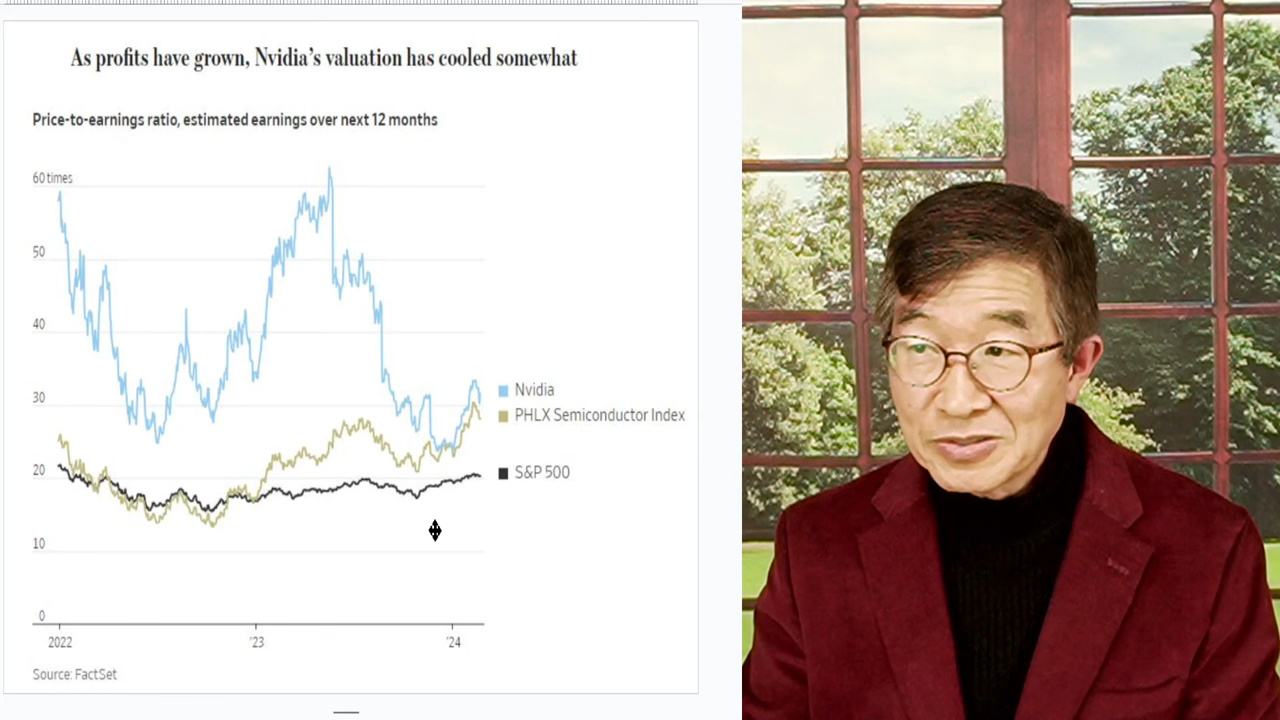 As profits have grown, Nvidia's valuation has cooled somewhat
Price-to-earnings ratio, estimated earnings over next 12 months
60 times
50
40
30
20
10
0
2022 '23 '24
Nvidia
PHLX Semiconductor Index
S&P 500
Source: FactSet